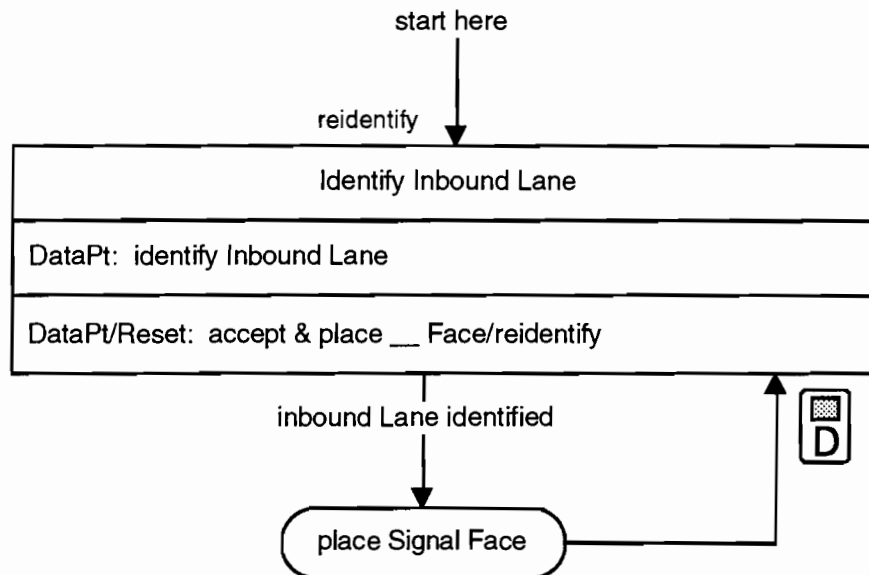 start here
reidentify
Identify Inbound Lane
DataPt: identify Inbound Lane
DataPt/Reset: accept & place __ Face/reidentify
inbound Lane identified
D
place Signal Face